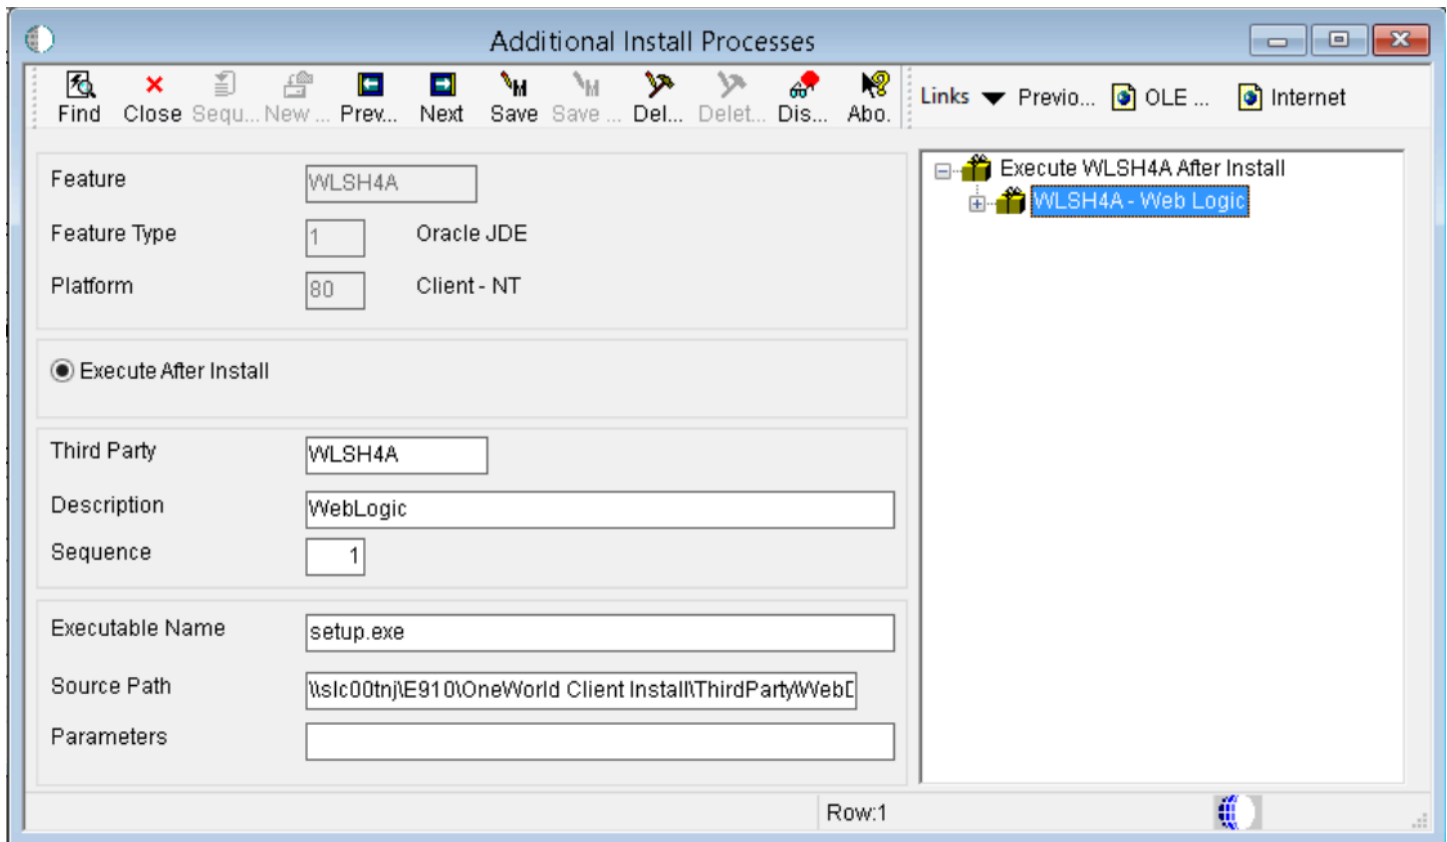 Additional Install Processes
Find Close Sequ... New ... Prev... Next Save Save ... Del... Delet... Dis... Abo. Links Previo... OLE ... Internet
Feature WLSH4A
Feature Type 1 Oracle JDE
Platform 80 Client - NT
Execute After Install
Third Party WLSH4A
Description WebLogic
Sequence 1
Executable Name setup.exe
Source Path \\slc00tnj\E910\OneWorld Client Install\ThirdParty\WebD
Parameters
Execute WLSH4A After Install
WLSH4A - Web Logic
Row:1